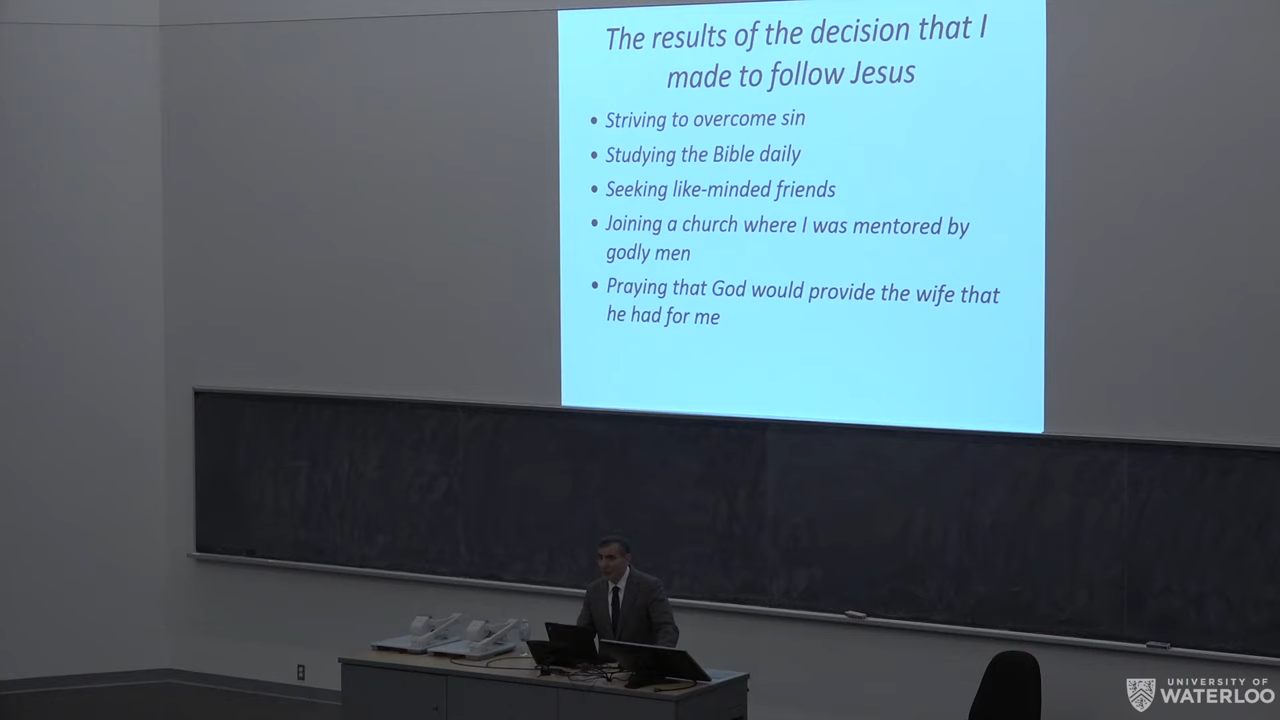 The results of the decision that I
made to follow Jesus
• Striving to overcome sin
• Studying the Bible daily
• Seeking like-minded friends
• Joining a church where I was mentored by
godly men
• Praying that God would provide the wife that
he had for me
UNIVERSITY OF
WATERLOO